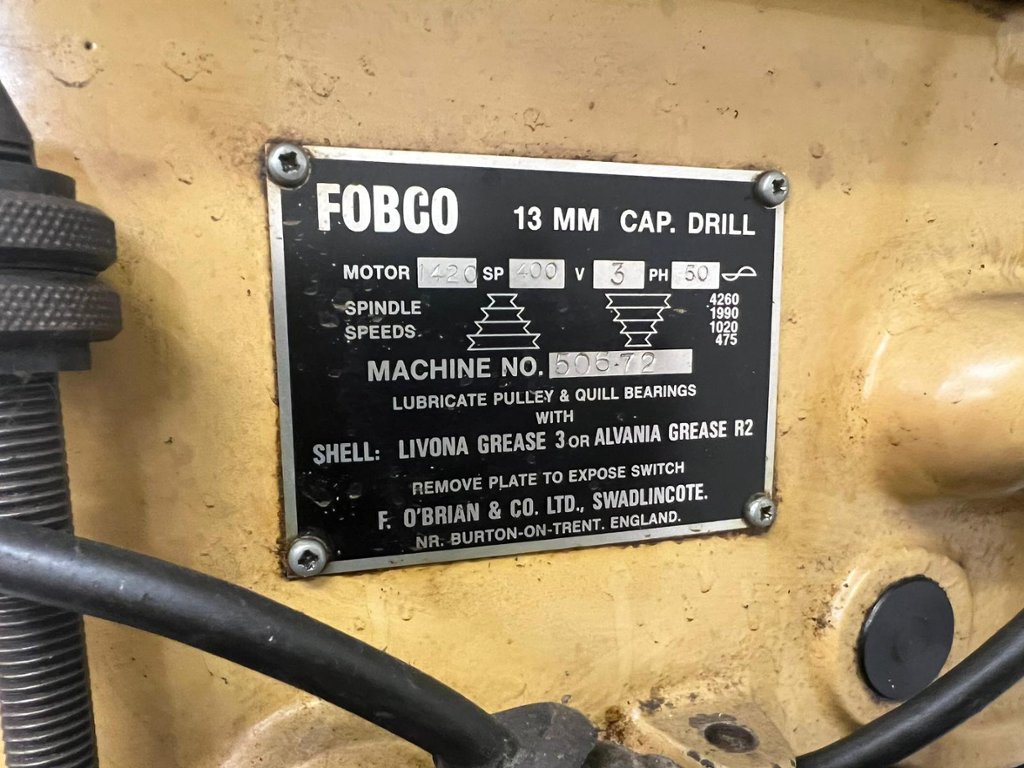 FOBCO 13 MM CAP. DRILL
MOTOR 1420 SP 400 V 3 PH 50
SPINDLE
SPEEDS.
4260
1990
1020
475
MACHINE NO. 506-72
LUBRICATE PULLEY & QUILL BEARINGS
WITH
SHELL: LIVONA GREASE 3 OR ALVANIA GREASE R2
REMOVE PLATE TO EXPOSE SWITCH
F. O'BRIAN & CO. LTD., SWADLINCOTE.
NR. BURTON-ON-TRENT. ENGLAND.